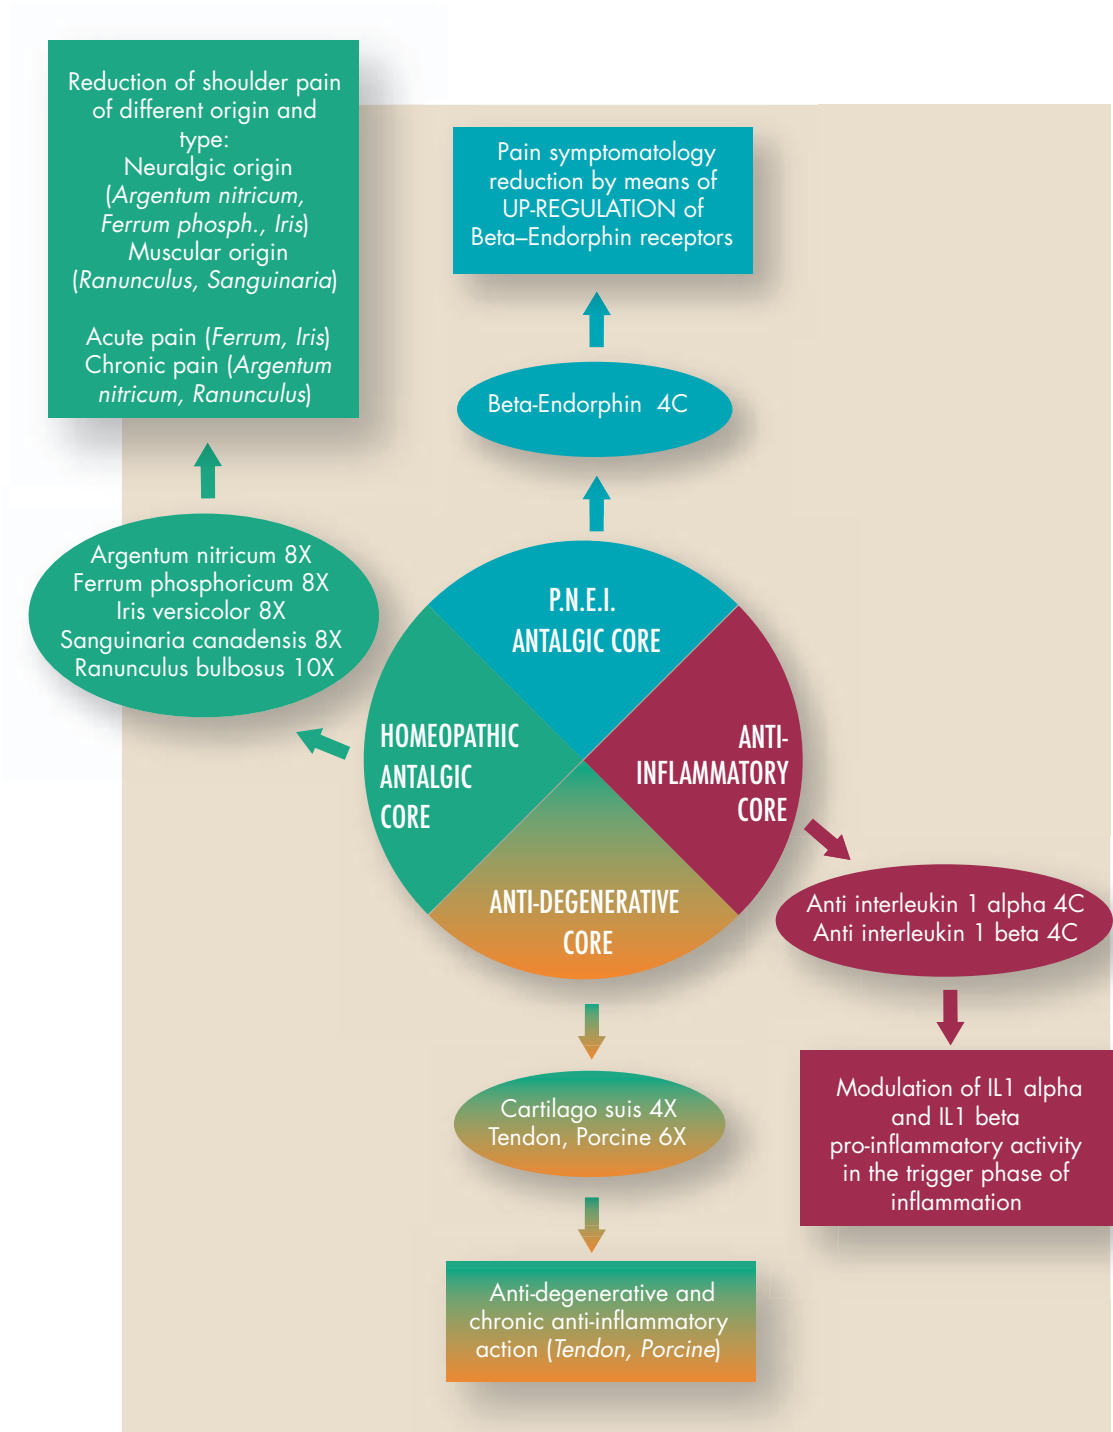 Reduction of shoulder pain
of different origin and
type:
Neuralgic origin
(Argentum nitricum,
Ferrum phosph., Iris)
Muscular origin
(Ranunculus, Sanguinaria)
Acute pain (Ferrum, Iris)
Chronic pain (Argentum
nitricum, Ranunculus)
Pain symptomatology
reduction by means of
UP-REGULATION of
Beta–Endorphin receptors
Beta-Endorphin 4C
Argentum nitricum 8X
Ferrum phosphoricum 8X
Iris versicolor 8X
Sanguinaria canadensis 8X
Ranunculus bulbosus 10X
P.N.E.I.
ANTALGIC CORE
HOMEOPATHIC
ANTALGIC
CORE
ANTI-
INFLAMMATORY
CORE
ANTI-DEGENERATIVE
CORE
Anti interleukin 1 alpha 4C
Anti interleukin 1 beta 4C
Modulation of IL1 alpha
and IL1 beta
pro-inflammatory activity
in the trigger phase of
inflammation
Cartilago suis 4X
Tendon, Porcine 6X
Anti-degenerative and
chronic anti-inflammatory
action (Tendon, Porcine)